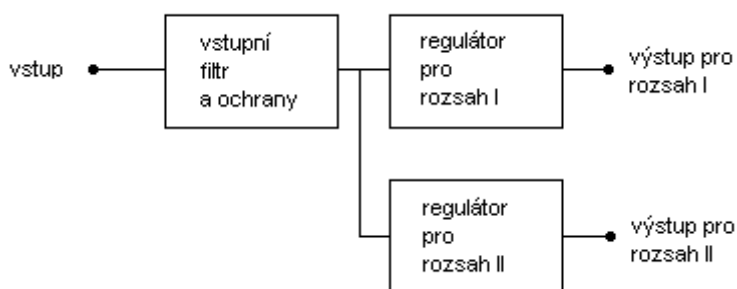 vstup
vstupní
filtr
a ochrany
regulátor
pro
rozsah I
výstup pro
rozsah I
regulátor
pro
rozsah II
výstup pro
rozsah II